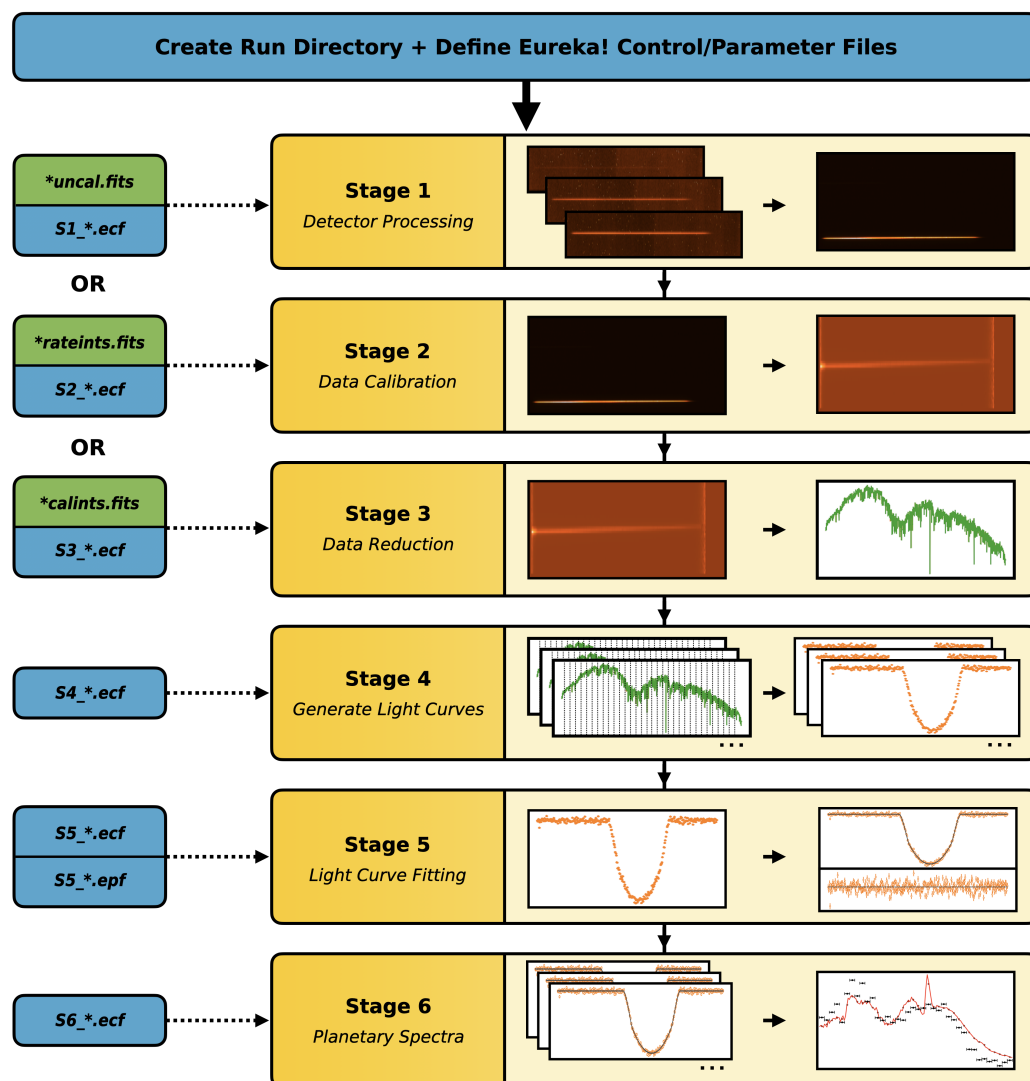 Create Run Directory + Define Eureka! Control/Parameter Files
*uncal.fits
S1_*.ecf
Stage 1
Detector Processing
OR
*rateints.fits
S2_*.ecf
Stage 2
Data Calibration
OR
*calints.fits
S3_*.ecf
Stage 3
Data Reduction
S4_*.ecf
Stage 4
Generate Light Curves
...
...
S5_*.ecf
S5_*.epf
Stage 5
Light Curve Fitting
S6_*.ecf
Stage 6
Planetary Spectra
...